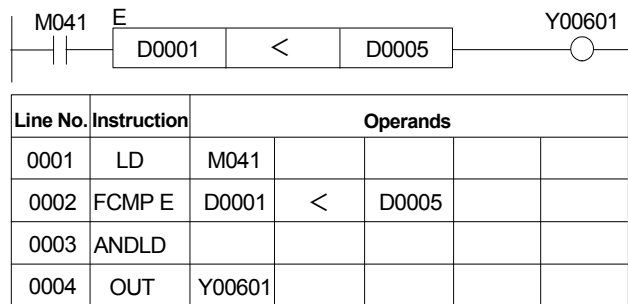 M041 E Y00601
D0001 < D0005
Line No. Instruction Operands
0001 LD M041
0002 FCMP E D0001 < D0005
0003 ANDLD
0004 OUT Y00601